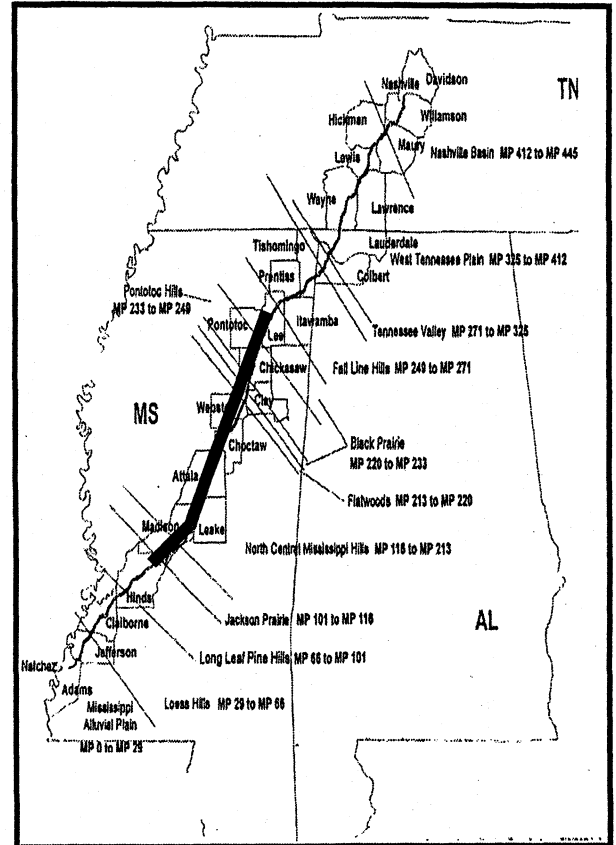 Nashville
Davidson
TN
Hickman
Williamson
Maury
Lewis
Nashville Basin MP 412 to MP 445
Wayne
Lawrence
Tishomingo
Lauderdale
West Tennessee Plain MP 325 to MP 412
Prentiss
Colbert
Pontotoc Hills
MP 233 to MP 249
Itawamba
Pontotoc
Lee
Tennessee Valley MP 271 to MP 325
Chickasaw
Fall Line Hills MP 249 to MP 271
MS
Webst
Clay
Choctaw
Black Prairie
MP 220 to MP 233
Attala
Flatwoods MP 213 to MP 220
Madison
Leake
North Central Mississippi Hills MP 116 to MP 213
Hinds
Jackson Prairie MP 101 to MP 116
AL
Claiborne
Jefferson
Long Leaf Pine Hills MP 66 to MP 101
Natchez
Adams
Loess Hills MP 29 to MP 66
Mississippi
Alluvial Plain
MP 0 to MP 29